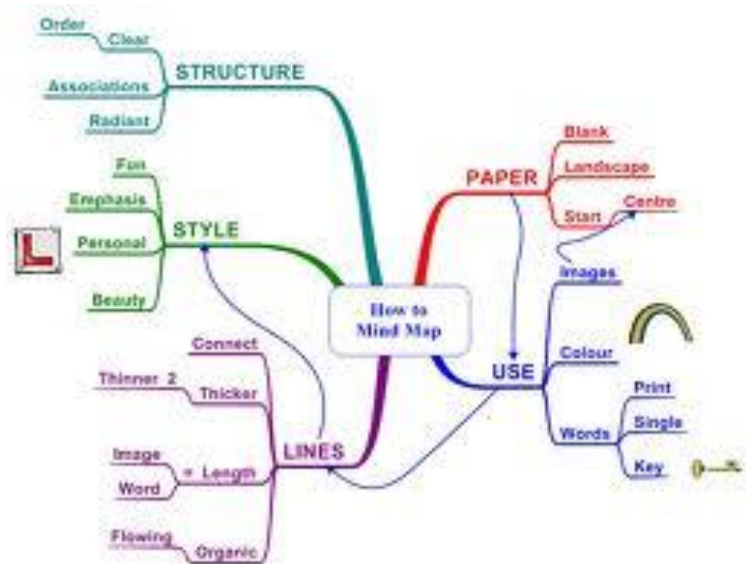 How to
Mind Map
PAPER
Blank
Landscape
Start
Centre
USE
Images
Colour
Words
Print
Single
Key
LINES
Connect
Thinner 2
Thicker
= Length
Image
Word
Organic
Flowing
STYLE
Fun
Emphasis
Personal
Beauty
L
STRUCTURE
Order
Clear
Associations
Radiant